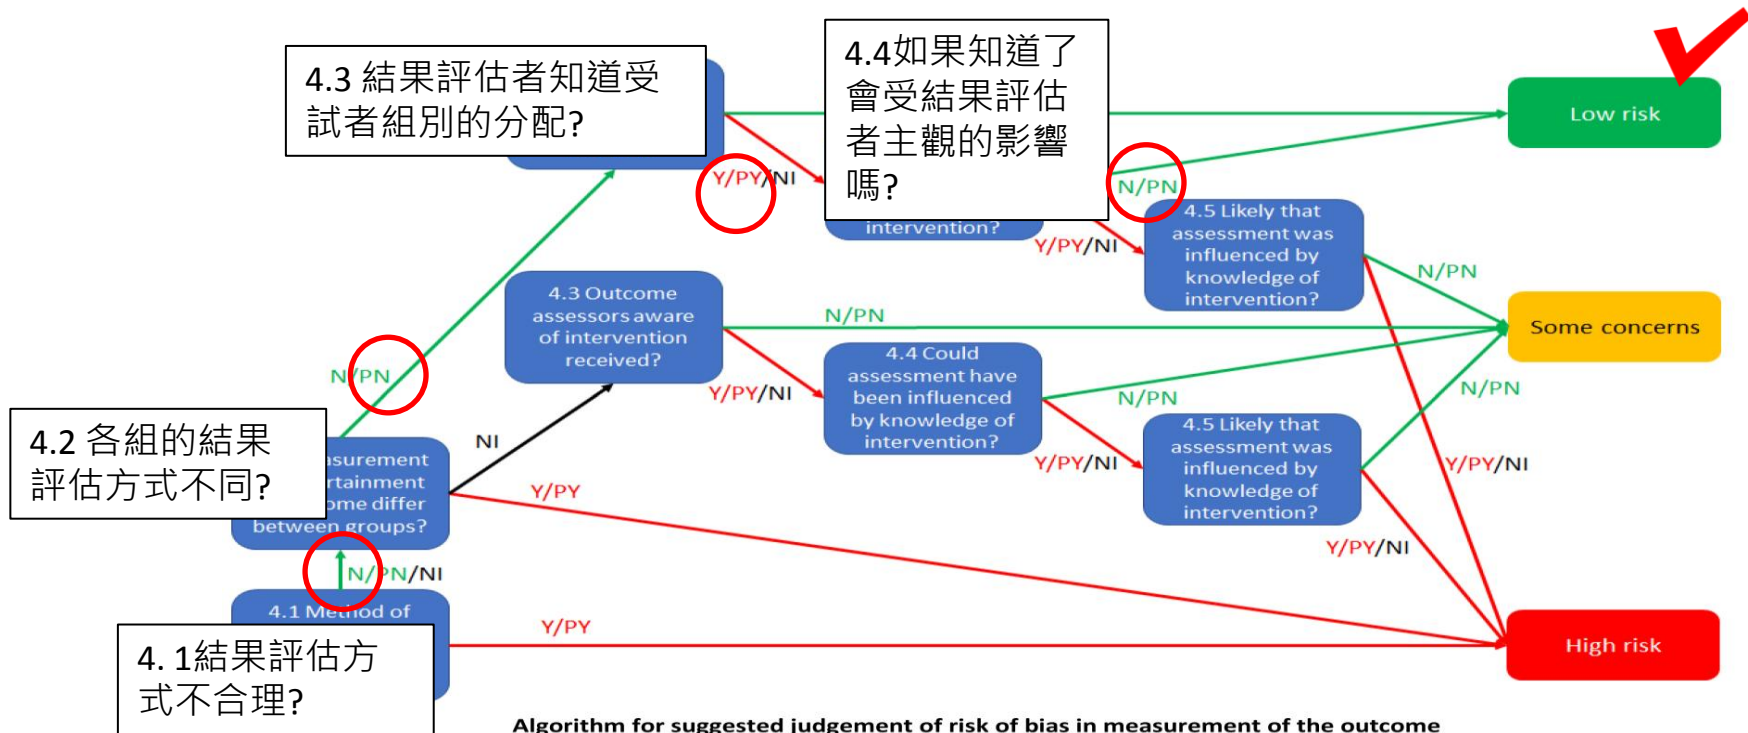 4.3 結果評估者知道受
試者組別的分配?
4.4如果知道了
會受結果評估
者主觀的影響
嗎?
intervention?
Low risk
Y/PY/NI
N/PN
Y/PY/NI
4.5 Likely that
assessment was
influenced by
knowledge of
intervention?
N/PN
4.3 Outcome
assessors aware
of intervention
received?
N/PN
Some concerns
N/PN
Y/PY/NI
4.4 Could
assessment have
been influenced
by knowledge of
intervention?
N/PN
N/PN
4.5 Likely that
assessment was
influenced by
knowledge of
intervention?
Y/PY/NI
Y/PY/NI
Y/PY/NI
4.2 各組的結果
評估方式不同?
between groups?
differ
NI
Y/PY
N/PN/NI
4.1 Method of
4. 1結果評估方
式不合理?
Y/PY
High risk
Algorithm for suggested judgement of risk of bias in measurement of the outcome